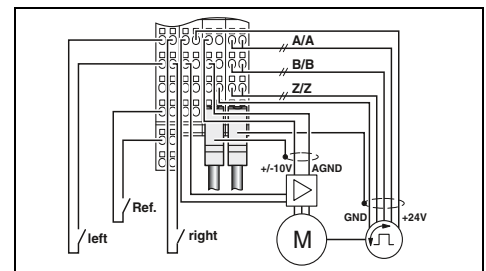 A/A
B/B
Z/Z
+/-10V AGND
Ref.
GND +24V
left
right
M